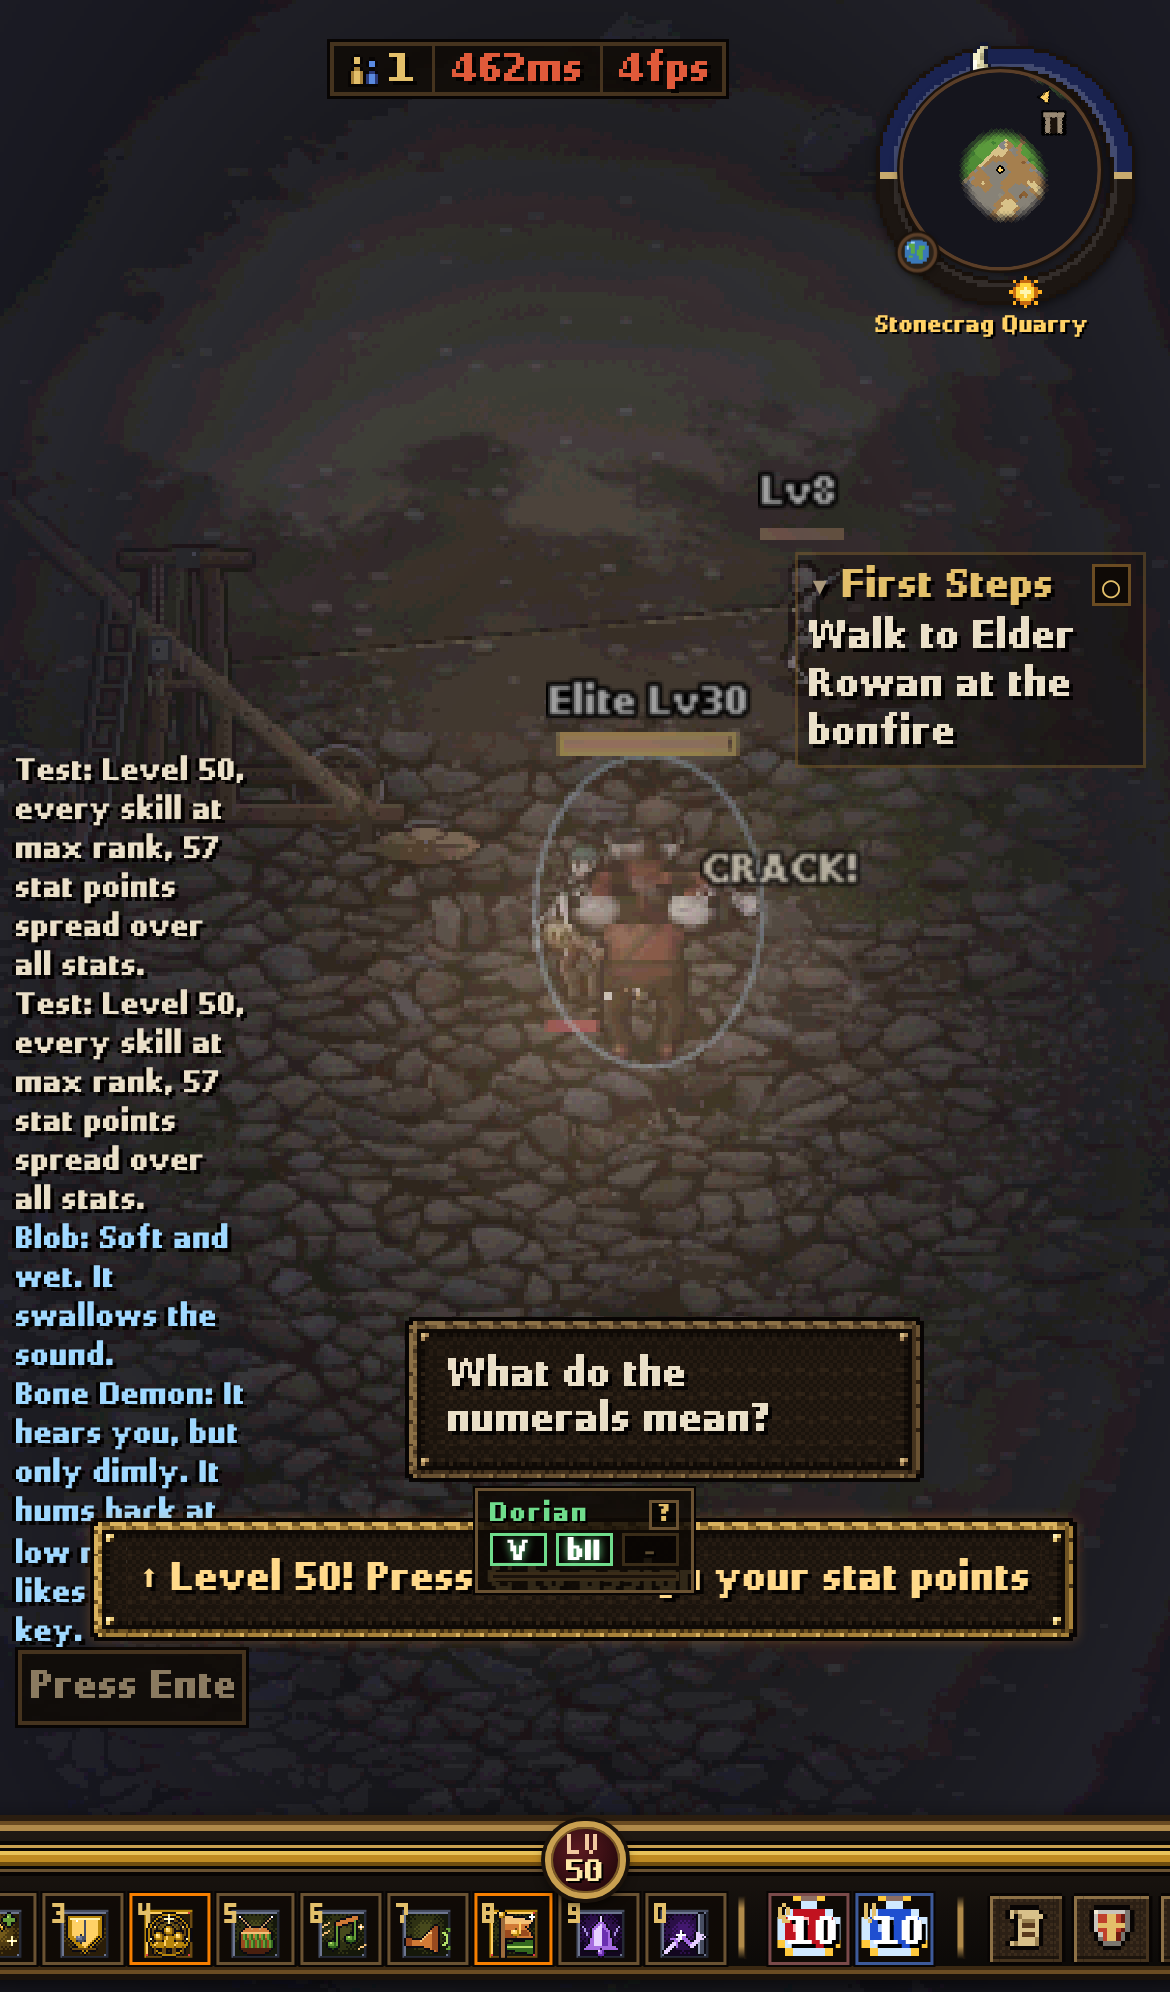 1 462ms 4fps
Stonecrag Quarry
Lv8
First Steps
Walk to Elder
Rowan at the
bonfire
Elite Lv30
CRACK!
Test: Level 50,
every skill at
max rank, 57
stat points
spread over
all stats.
Test: Level 50,
every skill at
max rank, 57
stat points
spread over
all stats.
Blob: Soft and
wet. It
swallows the
sound.
Bone Demon: It
hears you, but
only dimly. It
hums back at
low
likes
key.
What do the
numerals mean?
Dorian ?
V bII -
↑ Level 50! Press your stat points
Press Ente
LV
50
3 4 5 6 7 8 9 0 10 10